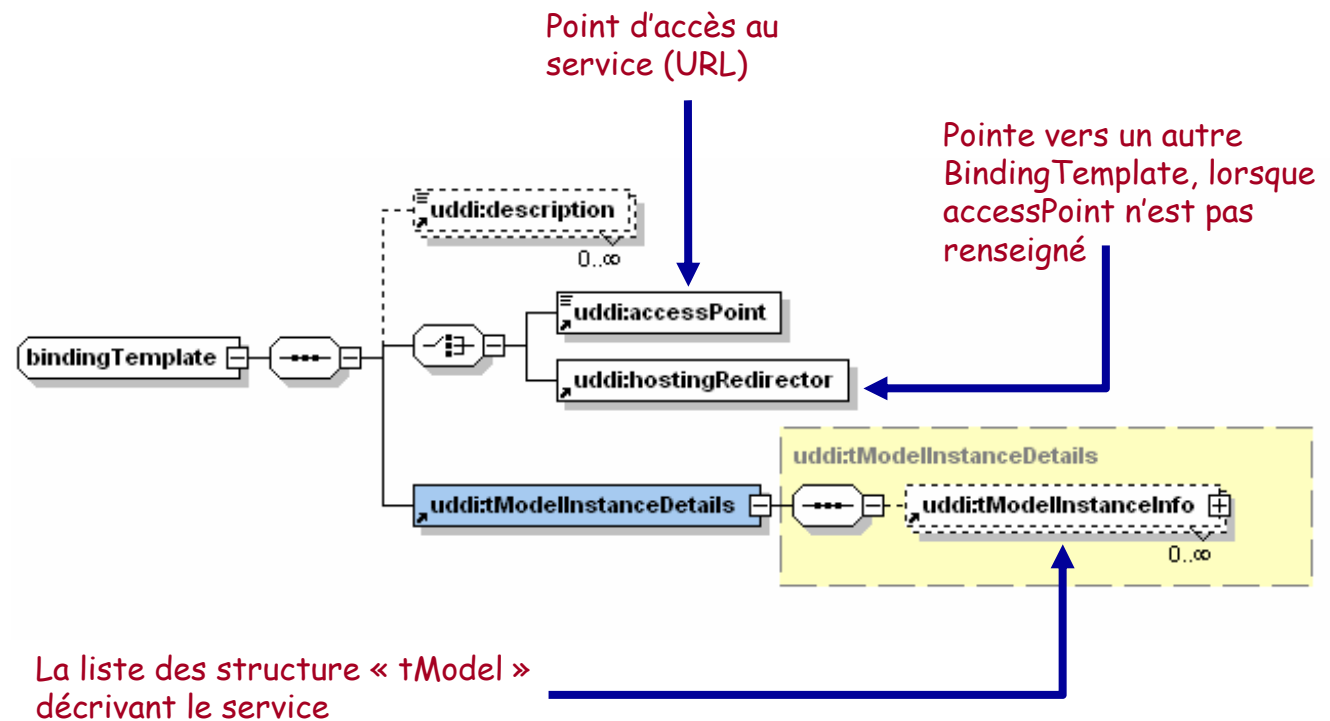 Point d’accès au
service (URL)
Pointe vers un autre
BindingTemplate, lorsque
accessPoint n’est pas
renseigné
uddi:description
0..∞
uddi:accessPoint
bindingTemplate
uddi:hostingRedirector
uddi:tModelInstanceDetails
uddi:tModelInstanceDetails
uddi:tModelInstanceInfo
0..∞
La liste des structure « tModel »
décrivant le service